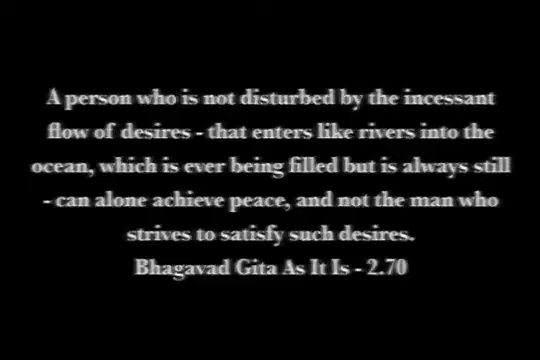 A person who is not disturbed by the incessant
flow of desires - that enters like rivers into the
ocean, which is ever being filled but is always still
- can alone achieve peace, and not the man who
strives to satisfy such desires.
Bhagavad Gita As It Is - 2.70